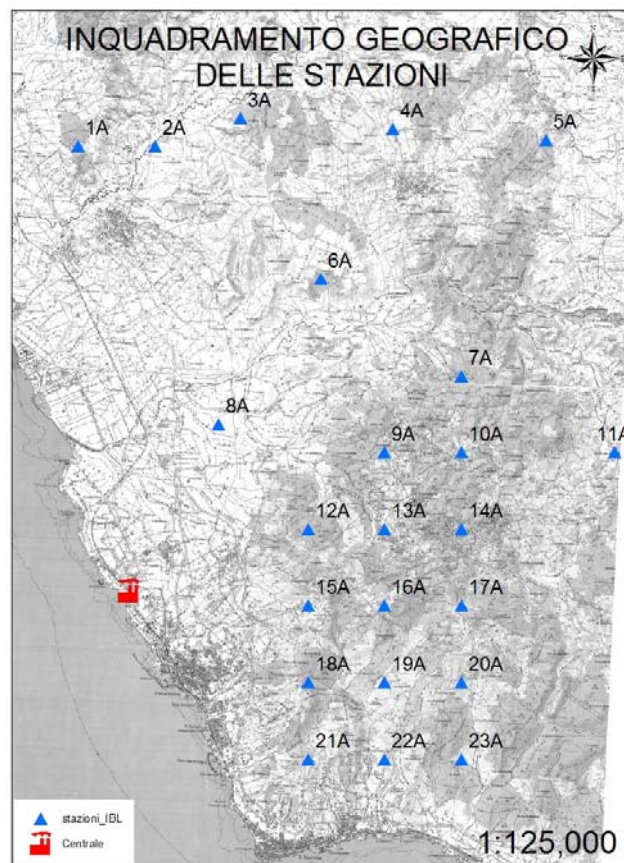 INQUADRAMENTO GEOGRAFICO
DELLE STAZIONI
3A
4A
1A
2A
5A
6A
7A
8A
9A
10A
11A
12A
13A
14A
15A
16A
17A
18A
19A
20A
21A
22A
23A
stazioni_IBL
Centrale
1:125,000